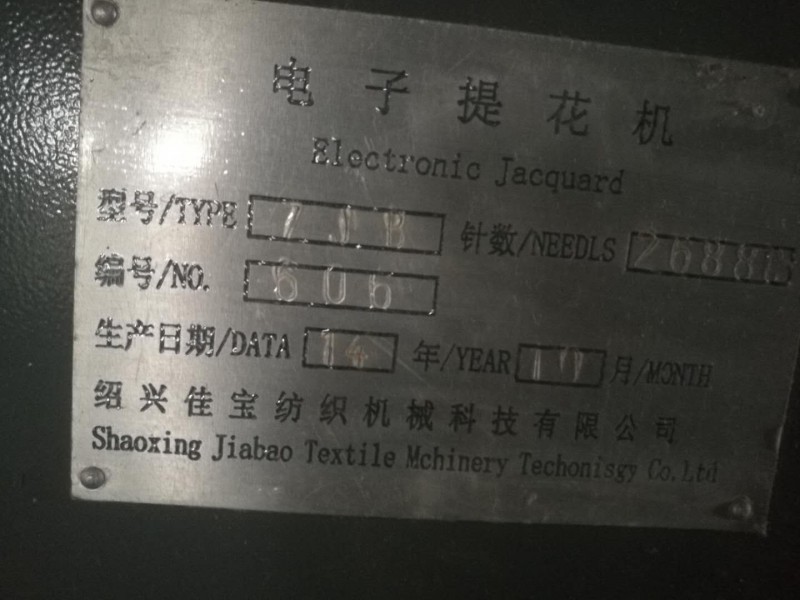 电子提花机
Electronic Jacquard
型号/TYPE ZJB 针数/NEEDLS
编号/NO. 606
生产日期/DATA 14 年/YEAR 10 月/MONTH
绍兴佳宝纺织机械科技有限公司
Shaoxing Jiabao Textile Mchinery Techonisgy Co.Ltd